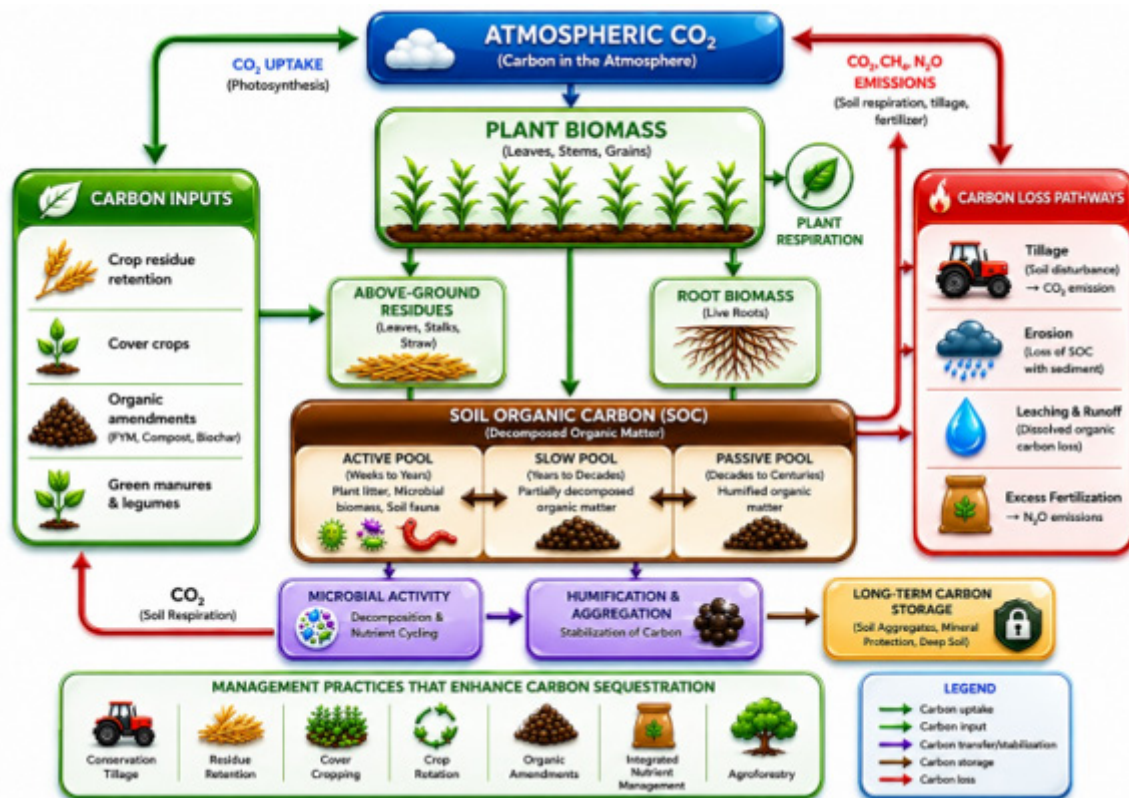 ATMOSPHERIC CO₂
(Carbon in the Atmosphere)
CO₂ UPTAKE
(Photosynthesis)
CO₂, CH₄, N₂O
EMISSIONS
(Soil respiration, tillage,
fertilizer)
PLANT BIOMASS
(Leaves, Stems, Grains)
PLANT
RESPIRATION
CARBON INPUTS
Crop residue
retention
Cover crops
Organic
amendments
(FYM, Compost, Biochar)
Green manures
& legumes
ABOVE-GROUND
RESIDUES
(Leaves, Stalks,
Straw)
ROOT BIOMASS
(Live Roots)
CARBON LOSS PATHWAYS
Tillage
(Soil disturbance)
→ CO₂ emission
Erosion
(Loss of SOC
with sediment)
Leaching & Runoff
(Dissolved organic
carbon loss)
Excess Fertilization
→ N₂O emissions
SOIL ORGANIC CARBON (SOC)
(Decomposed Organic Matter)
ACTIVE POOL
(Weeks to Years)
Plant litter, Microbial
biomass, Soil fauna
SLOW POOL
(Years to Decades)
Partially decomposed
organic matter
PASSIVE POOL
(Decades to Centuries)
Humified organic
matter
CO₂
(Soil Respiration)
MICROBIAL ACTIVITY
Decomposition &
Nutrient Cycling
HUMIFICATION &
AGGREGATION
Stabilization of Carbon
LONG-TERM CARBON
STORAGE
(Soil Aggregates, Mineral
Protection, Deep Soil)
MANAGEMENT PRACTICES THAT ENHANCE CARBON SEQUESTRATION
Conservation
Tillage
Residue
Retention
Cover
Cropping
Crop
Rotation
Organic
Amendments
Integrated
Nutrient
Management
Agroforestry
LEGEND
Carbon uptake
Carbon input
Carbon transfer/stabilization
Carbon storage
Carbon loss